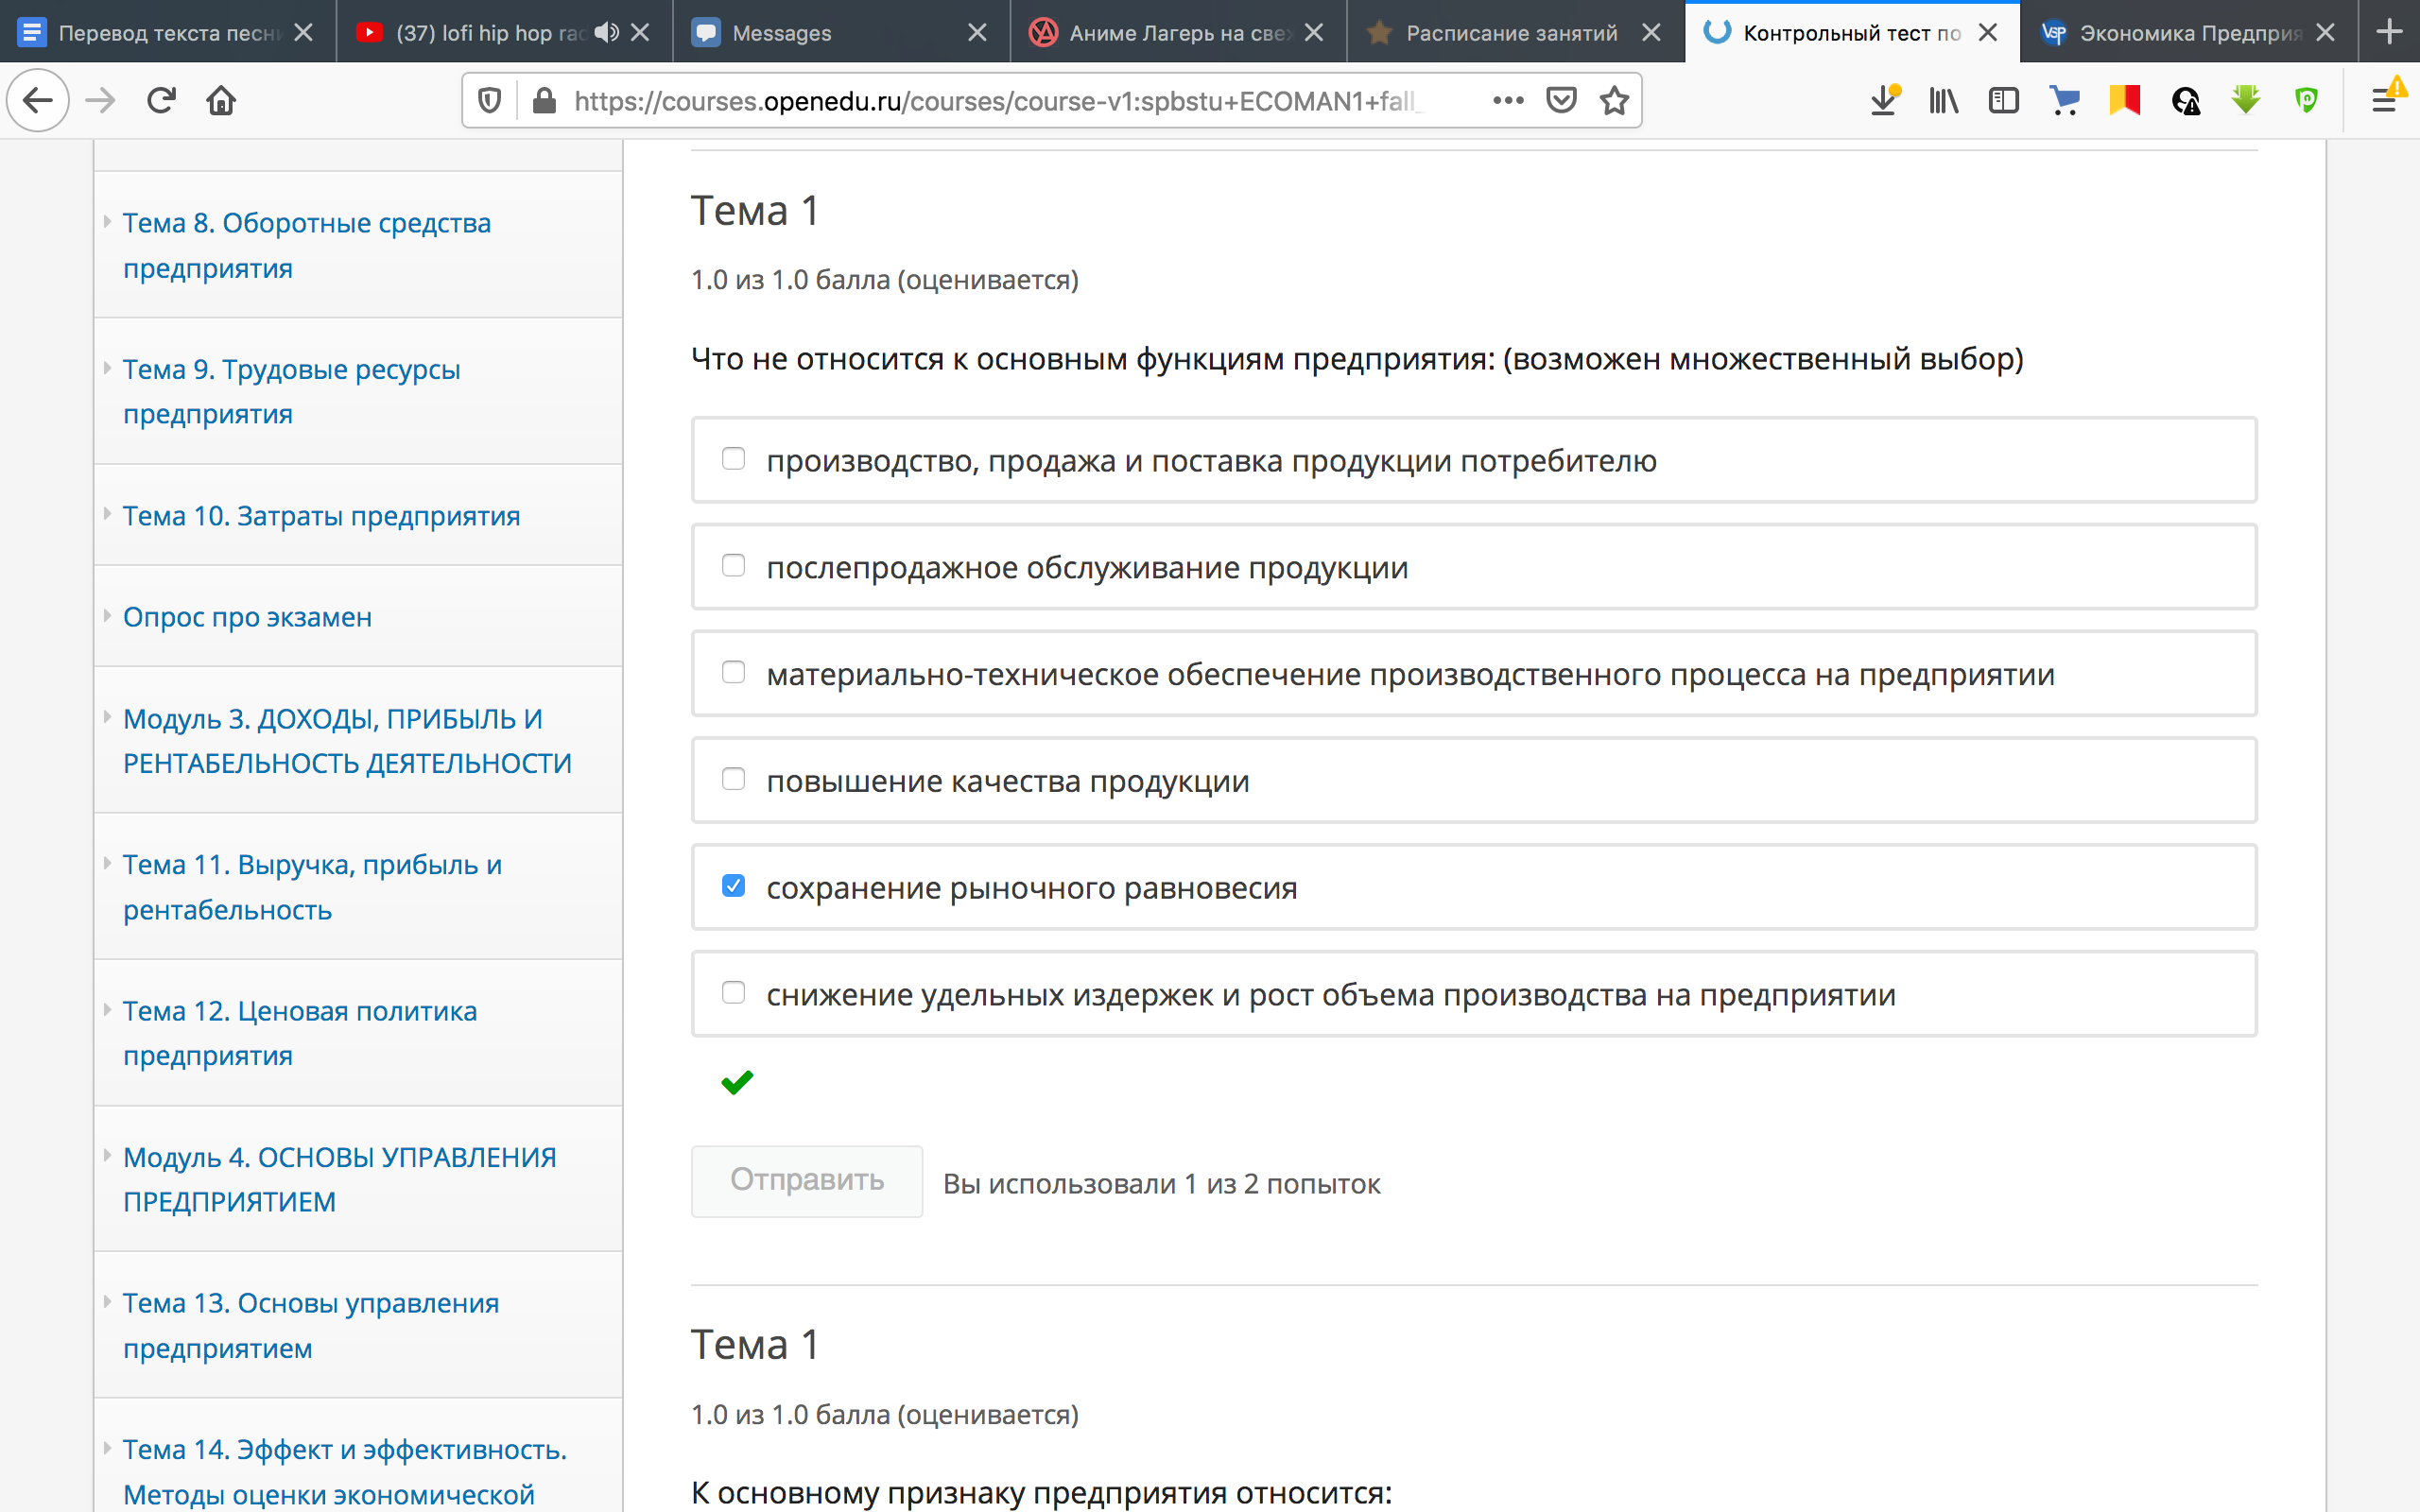 Перевод текста песн
(37) lofi hip hop rac
Messages
Аниме Лагерь на све
Расписание занятий
Контрольный тест по
VSP Экономика Предприя
https://courses.openedu.ru/courses/course-v1:spbstu+ECOMAN1+fall_
Тема 8. Оборотные средства
предприятия
Тема 9. Трудовые ресурсы
предприятия
Тема 10. Затраты предприятия
Опрос про экзамен
Модуль 3. ДОХОДЫ, ПРИБЫЛЬ И
РЕНТАБЕЛЬНОСТЬ ДЕЯТЕЛЬНОСТИ
Тема 11. Выручка, прибыль и
рентабельность
Тема 12. Ценовая политика
предприятия
Модуль 4. ОСНОВЫ УПРАВЛЕНИЯ
ПРЕДПРИЯТИЕМ
Тема 13. Основы управления
предприятием
Тема 14. Эффект и эффективность.
Методы оценки экономической
Тема 1
1.0 из 1.0 балла (оценивается)
Что не относится к основным функциям предприятия: (возможен множественный выбор)
производство, продажа и поставка продукции потребителю
послепродажное обслуживание продукции
материально-техническое обеспечение производственного процесса на предприятии
повышение качества продукции
сохранение рыночного равновесия
снижение удельных издержек и рост объема производства на предприятии
Отправить
Вы использовали 1 из 2 попыток
Тема 1
1.0 из 1.0 балла (оценивается)
К основному признаку предприятия относится: